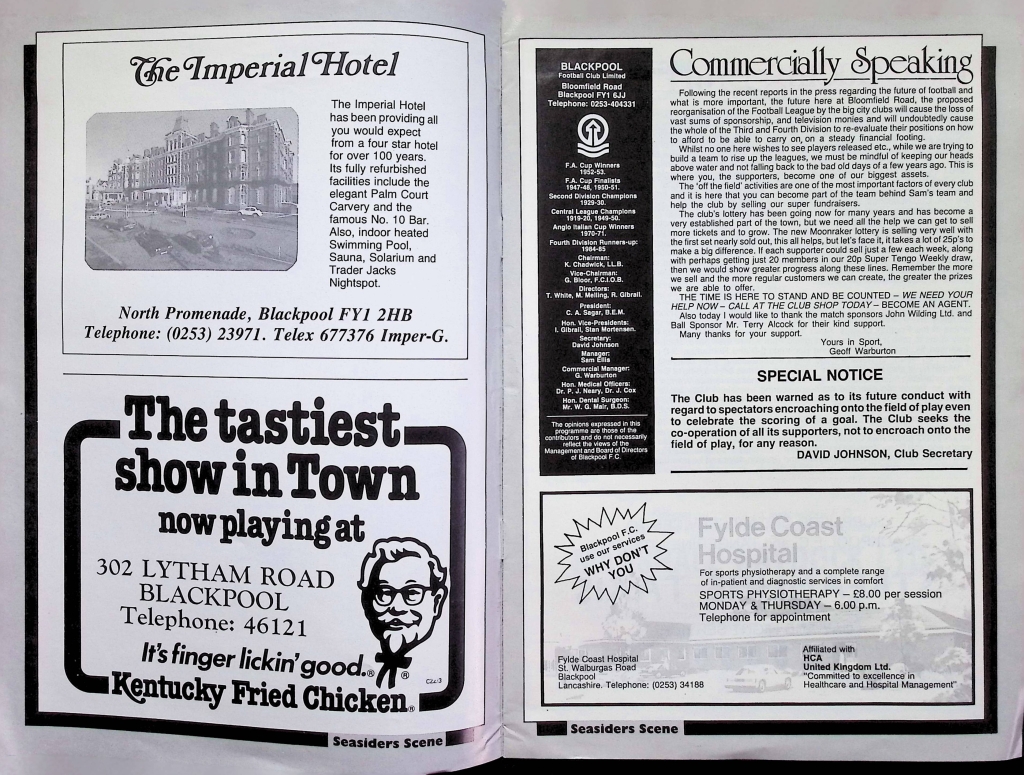 The Imperial Hotel
The Imperial Hotel
has been providing all
you would expect
from a four star hotel
for over 100 years.
Its fully refurbished
facilities include the
elegant Palm Court
Carvery and the
famous No. 10 Bar.
Also, indoor heated
Swimming Pool,
Sauna, Solarium and
Trader Jacks
Nightspot.
North Promenade, Blackpool FY1 2HB
Telephone: (0253) 23971. Telex 677376 Imper-G.
The tastiest
show in Town
now playing at
302 LYTHAM ROAD
BLACKPOOL
Telephone: 46121
It's finger lickin' good.®
®
Kentucky Fried Chicken®
Seasiders Scene
BLACKPOOL
Football Club Limited
Bloomfield Road
Blackpool FY1 6JJ
Telephone: 0253-404331
F.A. Cup Winners
1952-53.
F.A. Cup Finalists
1947-48, 1950-51.
Second Division Champions
1929-30.
Central League Champions
1919-20, 1949-50.
Anglo Italian Cup Winners
1970-71.
Fourth Division Runners-up:
1984-85
Chairman:
K. Chadwick, LL.B.
Vice-Chairman:
G. Bloor, F.C.I.O.B.
Directors:
T. White, M. Melling, R. Gibrall.
President:
C. A. Sagar, B.E.M.
Hon. Vice-Presidents:
I. Gibrall, Stan Mortensen.
Secretary:
David Johnson
Manager:
Sam Ellis
Commercial Manager:
G. Warburton
Hon. Medical Officers:
Dr. P. J. Neary, Dr. J. Cox
Hon. Dental Surgeon:
Mr. W. G. Mair, B.D.S.
The opinions expressed in this
programme are those of the
contributors and do not necessarily
reflect the views of the
Management and Board of Directors
of Blackpool F.C.
Commercially Speaking
Following the recent reports in the press regarding the future of football and
what is more important, the future here at Bloomfield Road, the proposed
reorganisation of the Football League by the big city clubs will cause the loss of
vast sums of sponsorship, and television monies and will undoubtedly cause
the whole of the Third and Fourth Division to re-evaluate their positions on how
to afford to be able to carry on, on a steady financial footing.
Whilst no one here wishes to see players released etc., while we are trying to
build a team to rise up the leagues, we must be mindful of keeping our heads
above water and not falling back to the bad old days of a few years ago. This is
where you, the supporters, become one of our biggest assets.
The 'off the field' activities are one of the most important factors of every club
and it is here that you can become part of the team behind Sam's team and
help the club by selling our super fundraisers.
The club's lottery has been going now for many years and has become a
very established part of the town, but we need all the help we can get to sell
more tickets and to grow. The new Moonraker lottery is selling very well with
the first set nearly sold out, this all helps, but let's face it, it takes a lot of 25p's to
make a big difference. If each supporter could sell just a few each week, along
with perhaps getting just 20 members in our 20p Super Tengo Weekly draw,
then we would show greater progress along these lines. Remember the more
we sell and the more regular customers we can create, the greater the prizes
we are able to offer.
THE TIME IS HERE TO STAND AND BE COUNTED – WE NEED YOUR
HELP NOW – CALL AT THE CLUB SHOP TODAY – BECOME AN AGENT.
Also today I would like to thank the match sponsors John Wilding Ltd. and
Ball Sponsor Mr. Terry Alcock for their kind support.
Many thanks for your support.
Yours in Sport,
Geoff Warburton
SPECIAL NOTICE
The Club has been warned as to its future conduct with
regard to spectators encroaching onto the field of play even
to celebrate the scoring of a goal. The Club seeks the
co-operation of all its supporters, not to encroach onto the
field of play, for any reason.
DAVID JOHNSON, Club Secretary
Blackpool F.C.
use our services
WHY DON'T
YOU
Fylde Coast
Hospital
For sports physiotherapy and a complete range
of in-patient and diagnostic services in comfort
SPORTS PHYSIOTHERAPY – £8.00 per session
MONDAY & THURSDAY – 6.00 p.m.
Telephone for appointment
Fylde Coast Hospital
St. Walburgas Road
Blackpool
Lancashire. Telephone: (0253) 34188
Affiliated with
HCA
United Kingdom Ltd.
"Committed to excellence in
Healthcare and Hospital Management"
Seasiders Scene